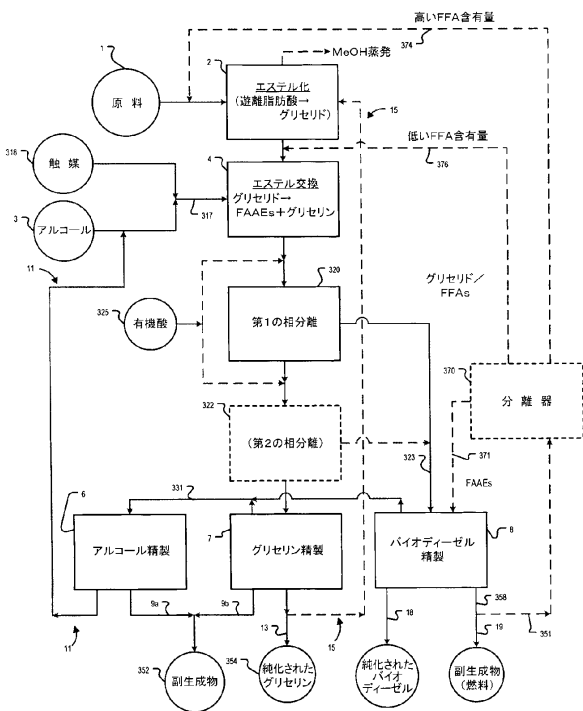 高いFFA含有量
374
MeOH蒸発
1
原料
2
エステル化
(遊離脂肪酸→
グリセリド)
15
低いFFA含有量
376
318
触媒
4
エステル交換
グリセリド→
FAAEs+グリセリン
317
3
アルコール
11
320
グリセリド/
FFAs
325
有機酸
第1の相分離
370
分離器
322
(第2の相分離)
323
371
FAAEs
331
6
アルコール精製
7
グリセリン精製
8
バイオディーゼル
精製
358
9a
9b
13
15
18
19
351
11
352
副生成物
354
純化された
グリセリン
純化された
バイオ
ディーゼル
副生成物
(燃料)